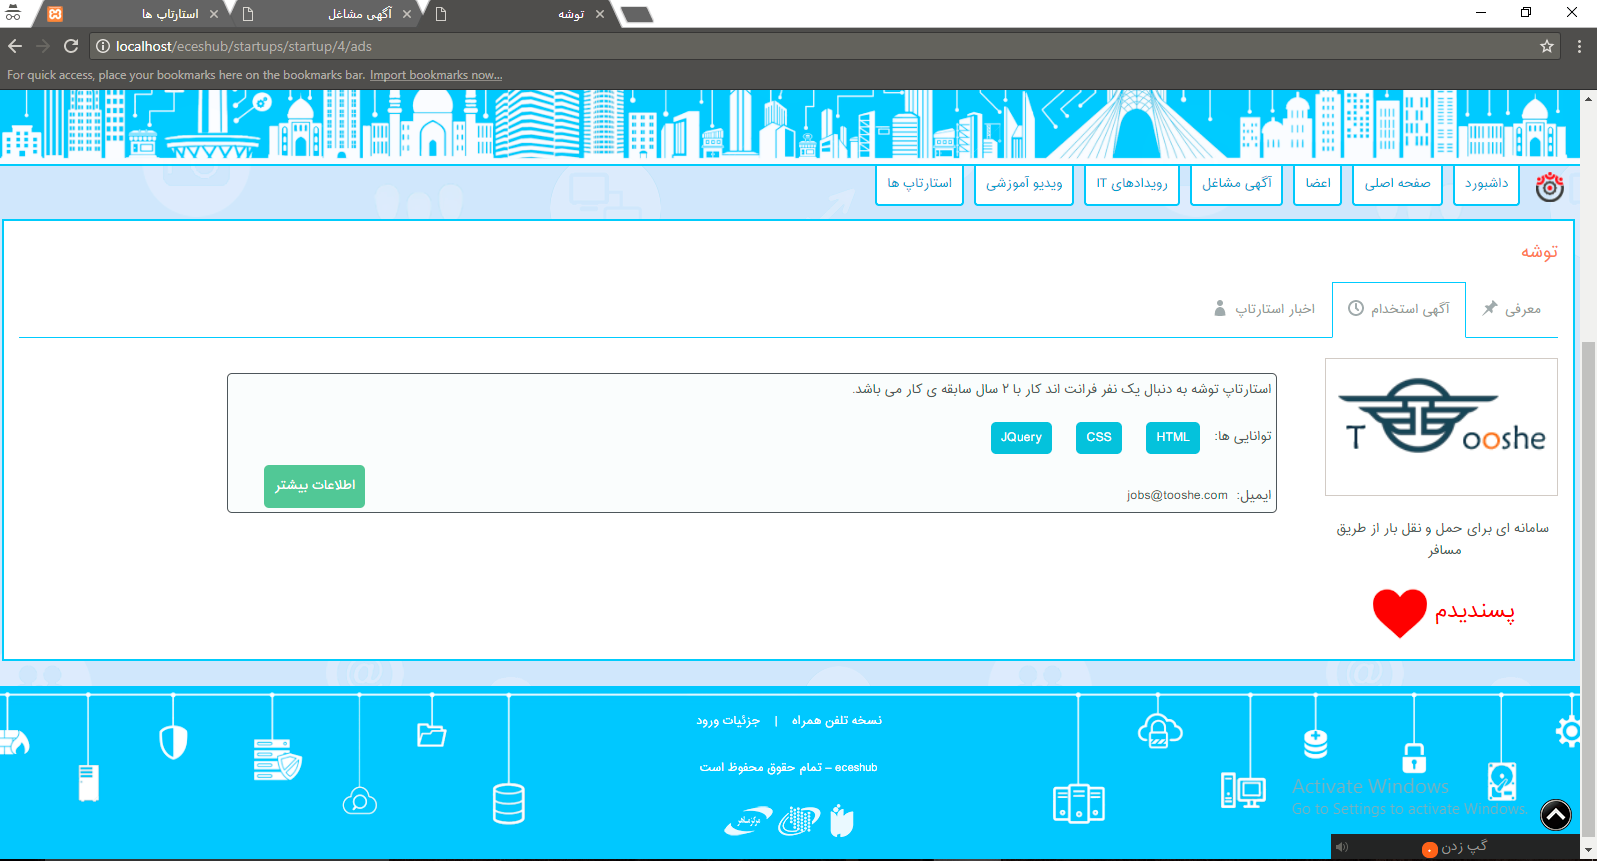 استارتاپ ها
آگهی مشاغل
توشه
localhost/eceshub/startups/startup/4/ads
For quick access, place your bookmarks here on the bookmarks bar. Import bookmarks now...
داشبورد
صفحه اصلی
اعضا
آگهی مشاغل
رویدادهای IT
ویدیو آموزشی
استارتاپ ها
توشه
معرفی
آگهی استخدام
اخبار استارتاپ
Tooshe
سامانه ای برای حمل و نقل بار از طریق
مسافر
پسندیدم
استارتاپ توشه به دنبال یک نفر فرانت اند کار با ۲ سال سابقه ی کار می باشد.
توانایی ها: HTML CSS JQuery
ایمیل: jobs@tooshe.com
اطلاعات بیشتر
نسخه تلفن همراه | جزئیات ورود
eceshub – تمام حقوق محفوظ است
Activate Windows
Go to Settings to activate Windows.
گپ زدن